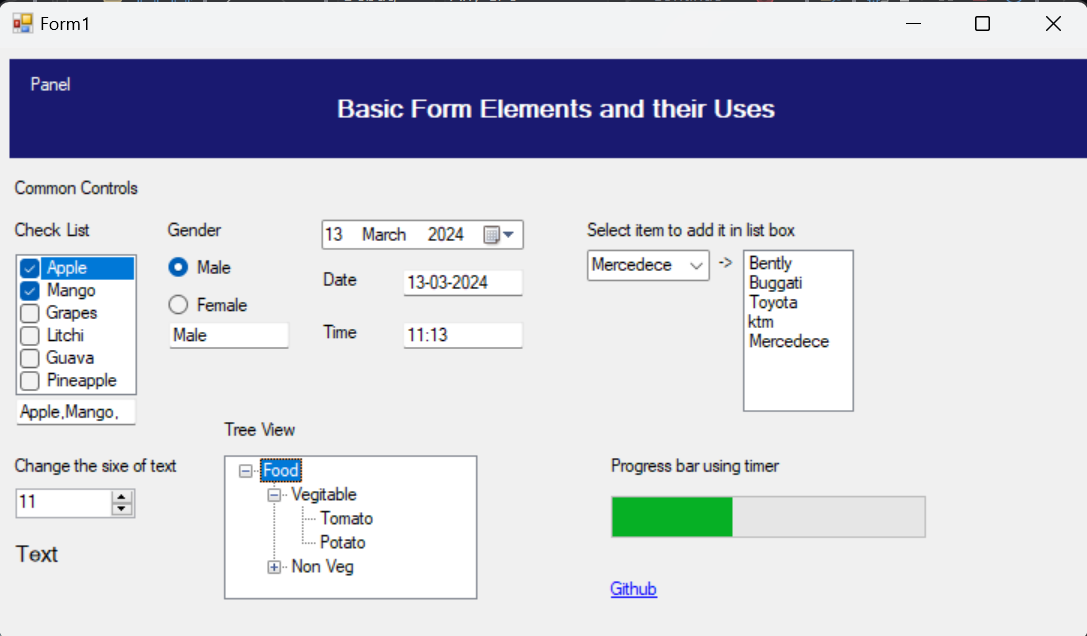 Form1
Panel
Basic Form Elements and their Uses
Common Controls
Check List
Apple
Mango
Grapes
Litchi
Guava
Pineapple
Apple,Mango,
Gender
Male
Female
Male
13 March 2024
Date 13-03-2024
Time 11:13
Select item to add it in list box
Mercedece ->
Bently
Buggati
Toyota
ktm
Mercedece
Change the sixe of text
11
Text
Tree View
Food
Vegitable
Tomato
Potato
Non Veg
Progress bar using timer
Github